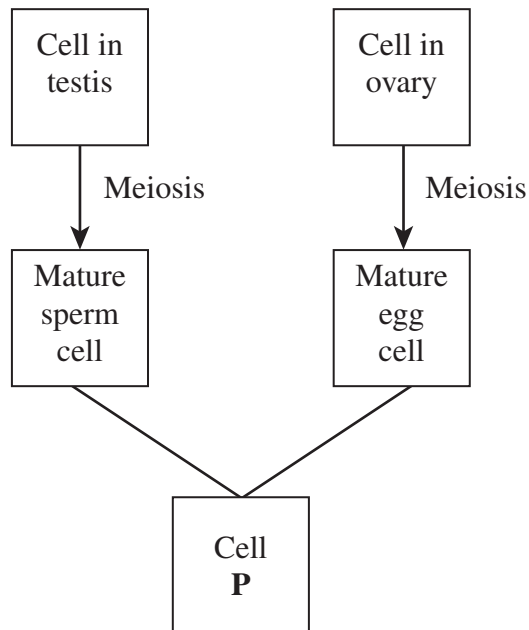 Cell in
testis
Cell in
ovary
Meiosis
Meiosis
Mature
sperm
cell
Mature
egg
cell
Cell
P